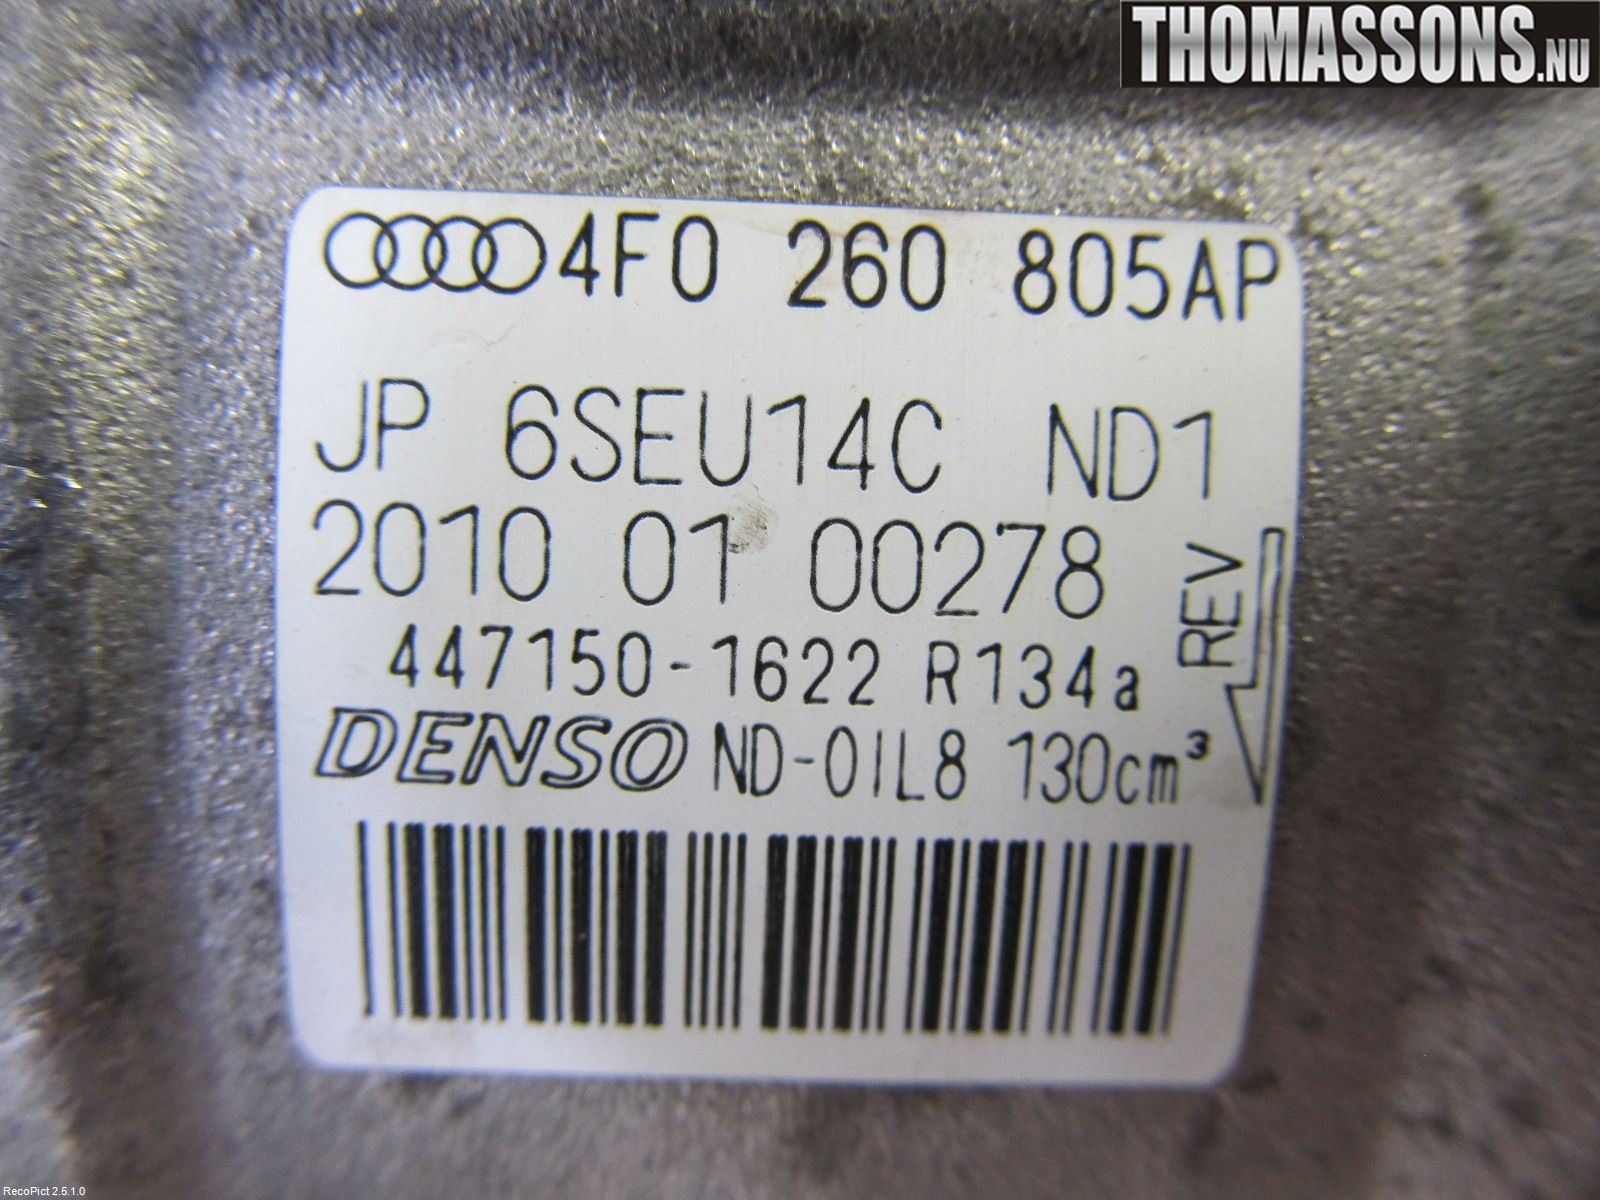 THOMASSONS.NU
4F0 260 805AP
JP 6SEU14C ND1
2010 01 00278
REV
447150-1622 R134a
DENSO ND-OIL8 130cm³
RecoPict 2.5.1.0